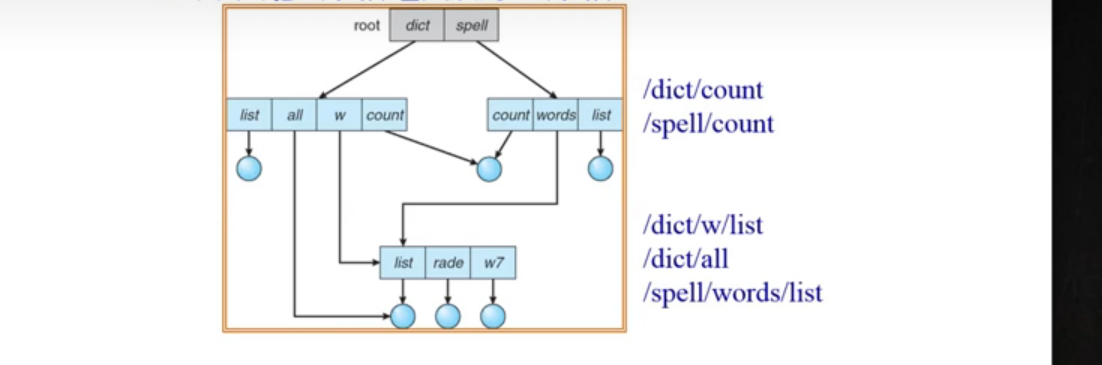 root dict spell
list all w count
count words list
/dict/count
/spell/count
list rade w7
/dict/w/list
/dict/all
/spell/words/list